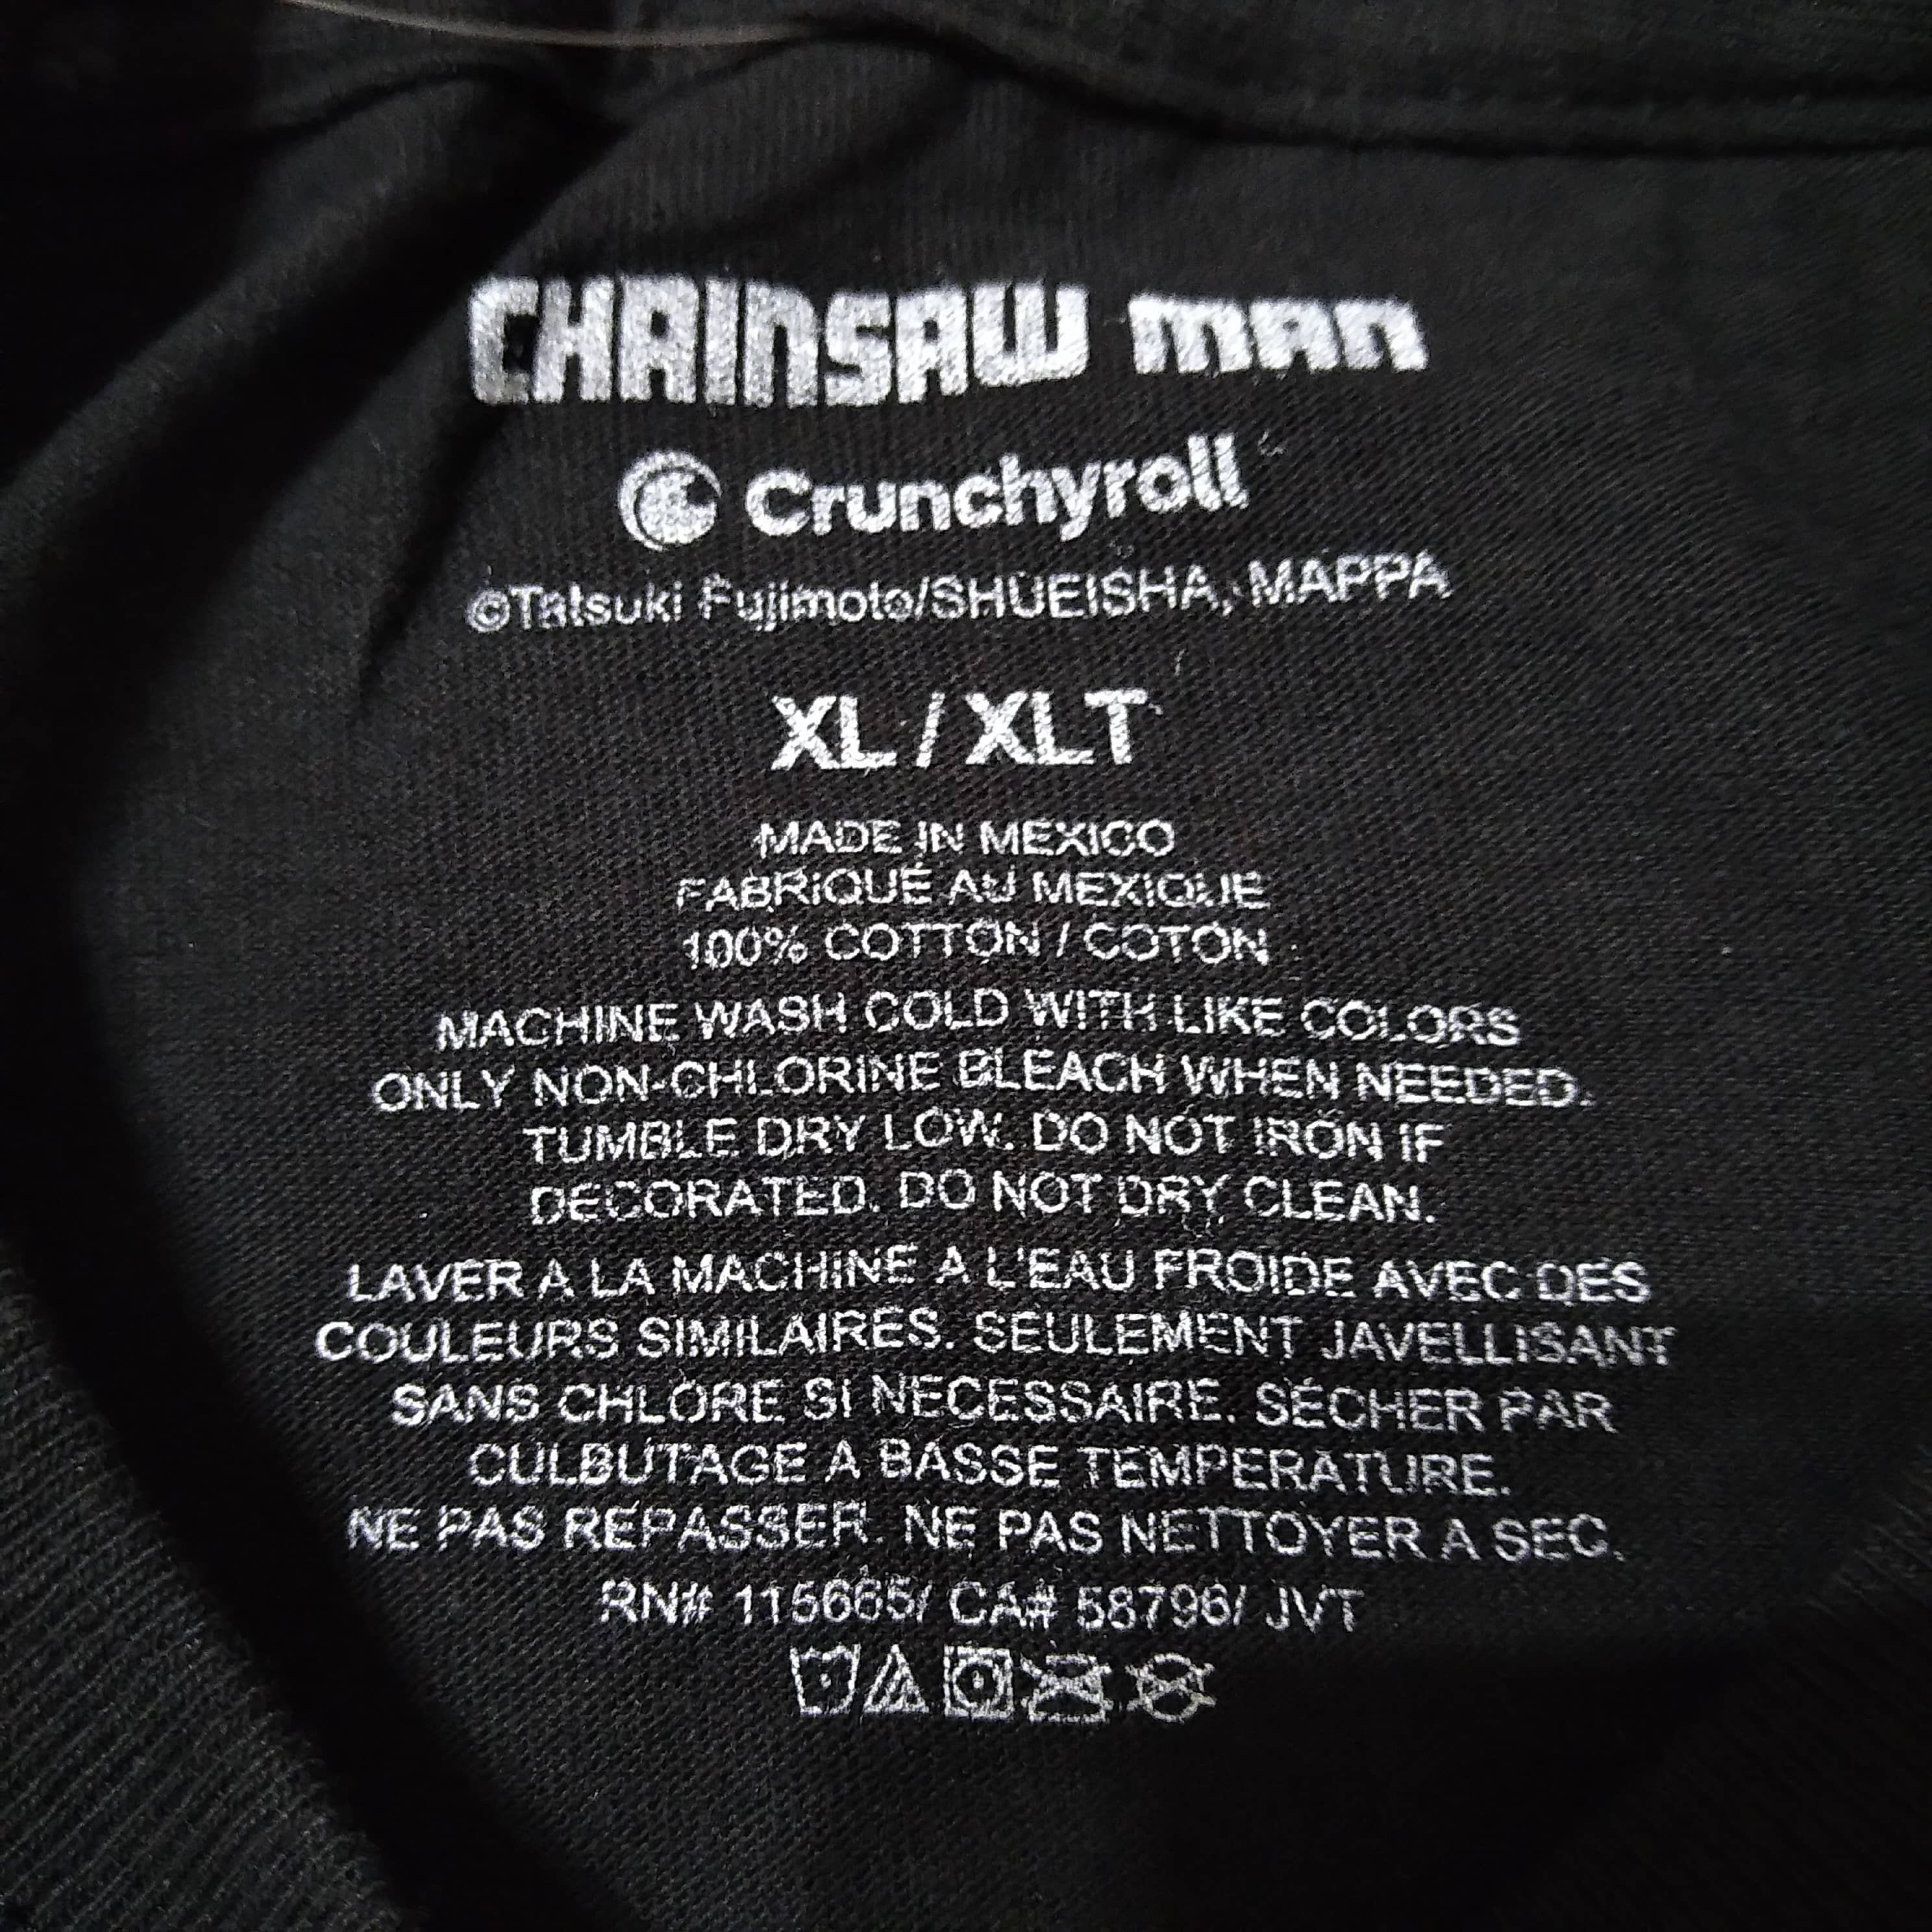 CHAINSAW MAN
Crunchyroll
©Tatsuki Fujimoto/SHUEISHA, MAPPA
XL / XLT
MADE IN MEXICO
FABRIQUÉ AU MEXIQUE
100% COTTON / COTON
MACHINE WASH COLD WITH LIKE COLORS
ONLY NON-CHLORINE BLEACH WHEN NEEDED.
TUMBLE DRY LOW. DO NOT IRON IF
DECORATED. DO NOT DRY CLEAN.
LAVER A LA MACHINE A L'EAU FROIDE AVEC DES
COULEURS SIMILAIRES. SEULEMENT JAVELLISANT
SANS CHLORE SI NECESSAIRE. SÉCHER PAR
CULBUTAGE A BASSE TEMPERATURE.
NE PAS REPASSER. NE PAS NETTOYER A SEC.
RN# 115665/ CA# 58796/ JVT